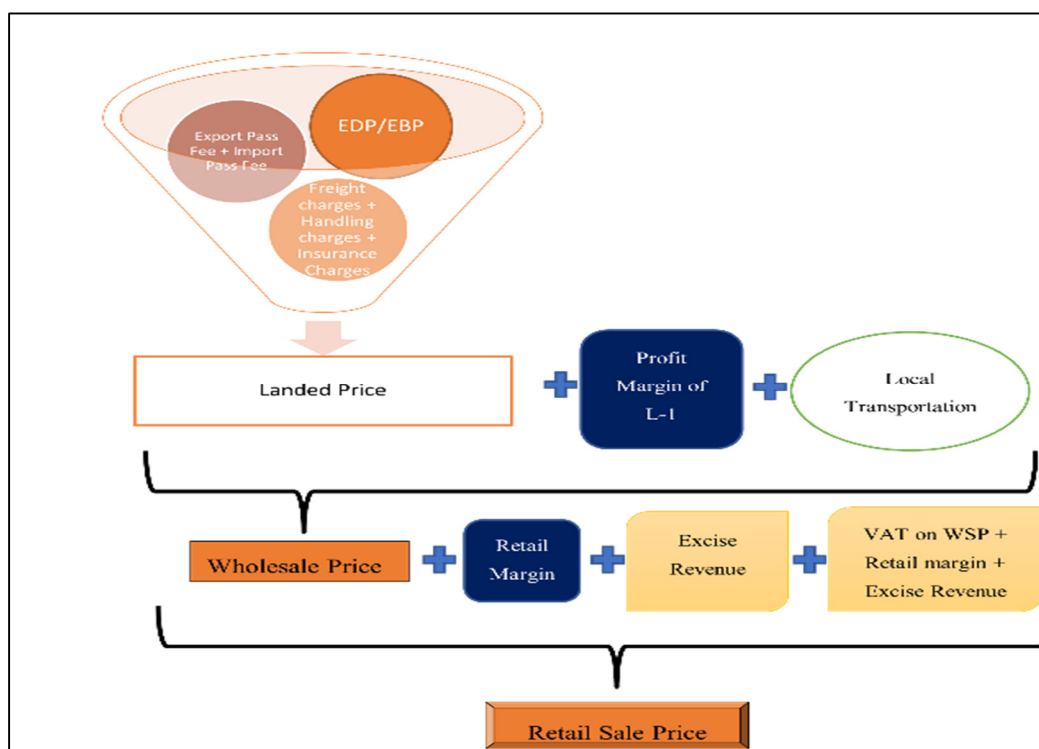 EDP/EBP
Export Pass
Fee + Import
Pass Fee
Freight
charges +
Handling
charges +
Insurance
Charges
Landed Price
Profit
Margin of
L-1
Local
Transportation
Wholesale Price
Retail
Margin
Excise
Revenue
VAT on WSP +
Retail margin +
Excise Revenue
Retail Sale Price